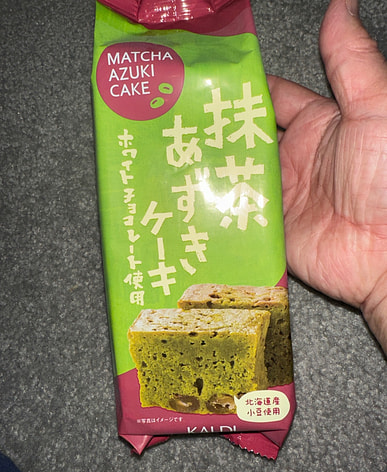 MATCHA
AZUKI
CAKE
抹茶
あずき
ケーキ
ホワイトチョコレート使用
北海道産
小豆使用
※写真はイメージです
KALDI